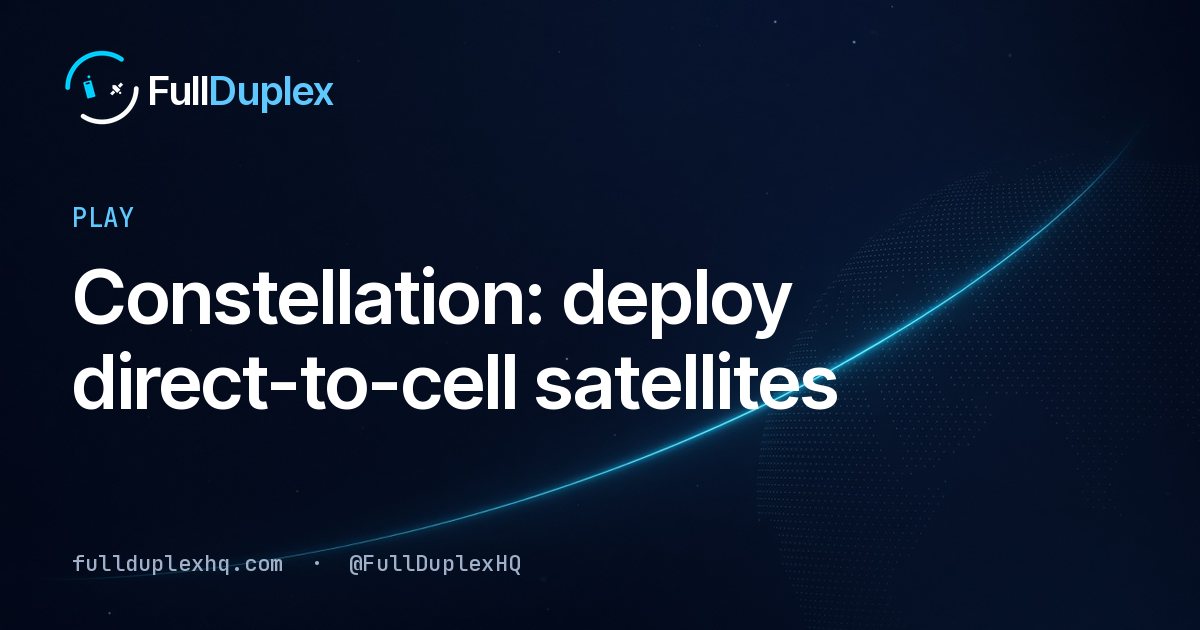 FullDuplex
PLAY
Constellation: deploy
direct-to-cell satellites
fullduplexhq.com · @FullDuplexHQ